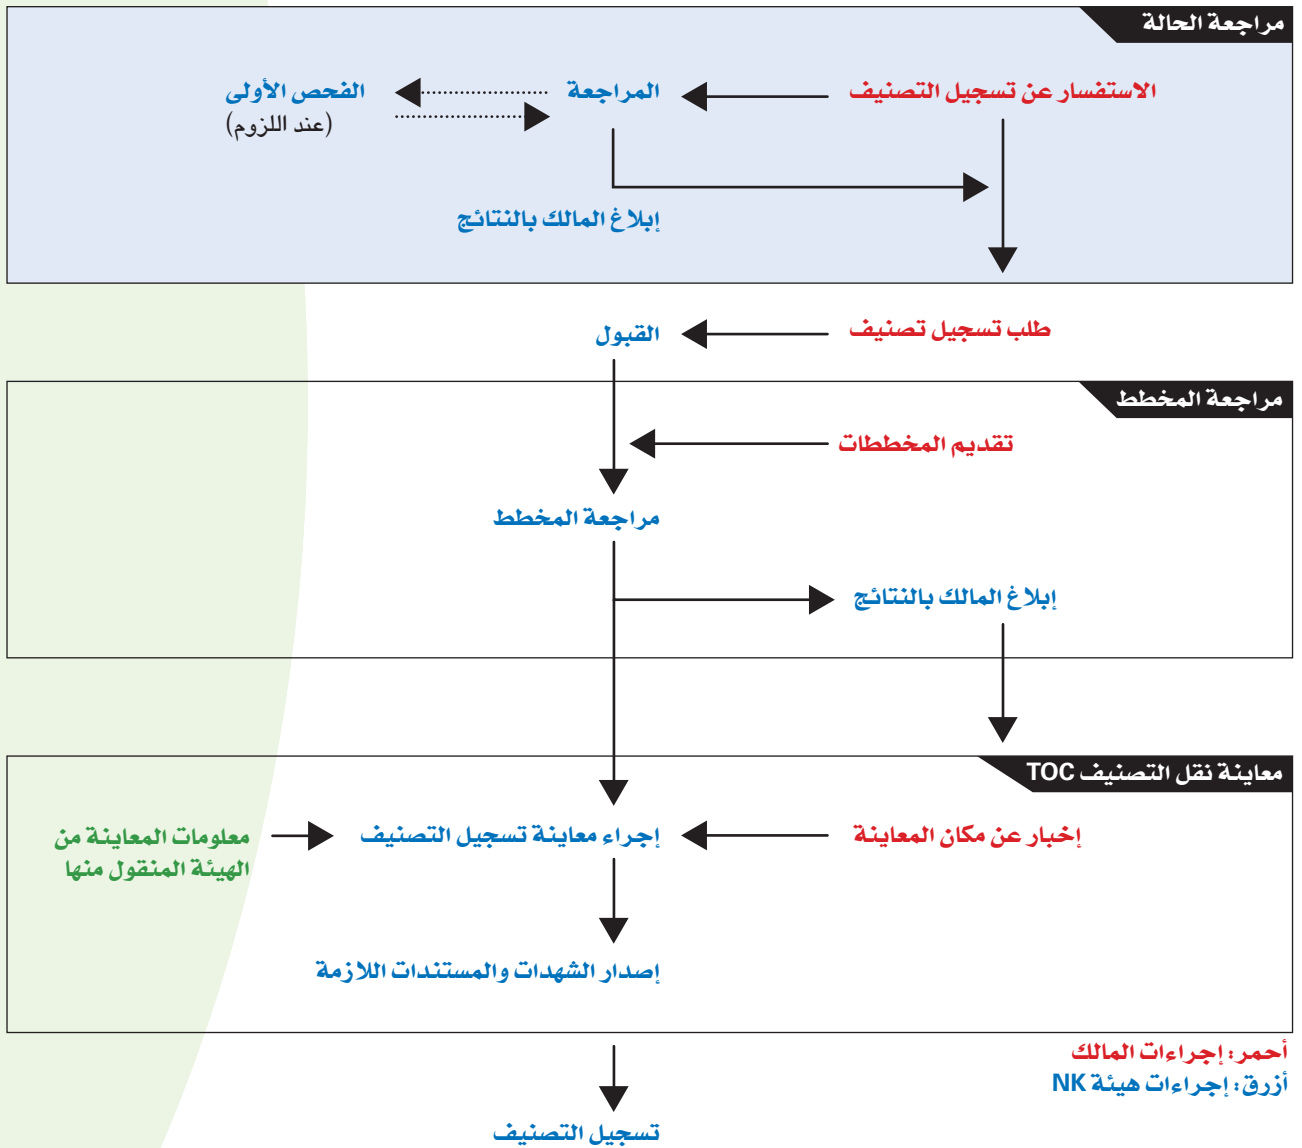 مراجعة الحالة
الاستفسار عن تسجيل التصنيف
المراجعة
الفحص الأولى
(عند اللزوم)
إبلاغ المالك بالنتائج
طلب تسجيل تصنيف
القبول
مراجعة المخطط
تقديم المخططات
مراجعة المخطط
إبلاغ المالك بالنتائج
معاينة نقل التصنيف TOC
إخبار عن مكان المعاينة
إجراء معاينة تسجيل التصنيف
معلومات المعاينة من
الهيئة المنقول منها
إصدار الشهدات والمستندات اللازمة
أحمر: إجراءات المالك
أزرق: إجراءات هيئة NK
تسجيل التصنيف